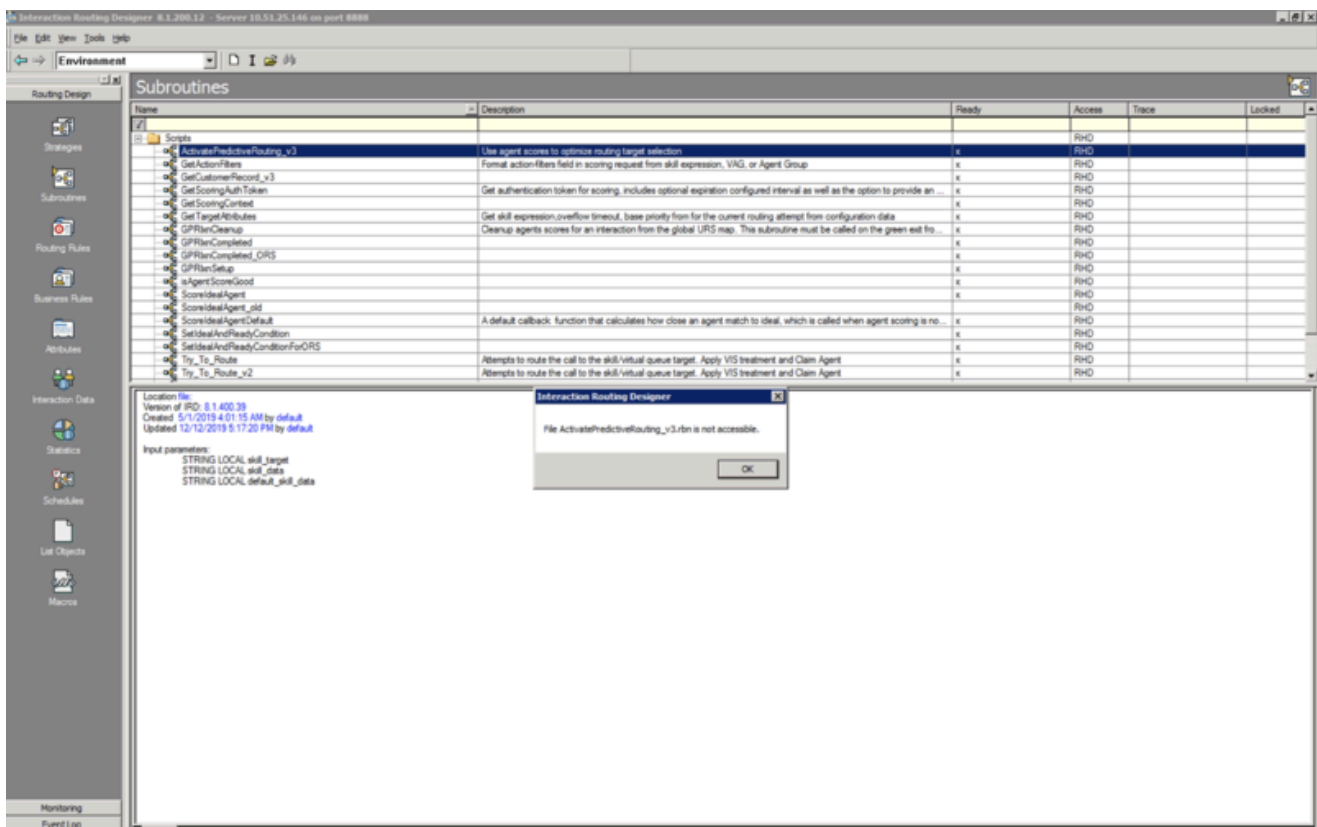 Interaction Routing Designer 8.1.200.12 - Server 10.51.25.146 on port 8888
File Edit View Tools Help
Environment
Routing Design
Subroutines
Name Description Ready Access Trace Locked
Scripts RHD
ActivatePredictiveRouting_v3 Use agent scores to optimize routing target selection x RHD
GetActionFilters Format action-filters field in scoring request from skill expression, VAG, or Agent Group x RHD
GetCustomerRecord_v3 x RHD
GetScoringAuthToken Get authentication token for scoring, includes optional expiration configured interval as well as the option to provide an ... x RHD
GetScoringContext x RHD
GetTargetAttributes Get skill expression,overflow timeout, base priority from for the current routing attempt from configuration data x RHD
GPRIxnCleanup Cleanup agents scores for an interaction from the global URS map. This subroutine must be called on the green exit fro... x RHD
GPRIxnCompleted x RHD
GPRIxnCompleted_ORS x RHD
GPRIxnSetup x RHD
isAgentScoreGood x RHD
ScoreIdealAgent x RHD
ScoreIdealAgent_old RHD
ScoreIdealAgentDefault A default callback function that calculates how close an agent match to ideal, which is called when agent scoring is no... x RHD
SetIdealAndReadyCondition x RHD
SetIdealAndReadyConditionForORS x RHD
Try_To_Route Attempts to route the call to the skill/virtual queue target. Apply VIS treatment and Claim Agent x RHD
Try_To_Route_v2 Attempts to route the call to the skill/virtual queue target. Apply VIS treatment and Claim Agent x RHD
Strategies
Subroutines
Routing Rules
Business Rules
Attributes
Interaction Data
Statistics
Schedules
List Objects
Macros
Monitoring
Event Log
Location file:
Version of IRD: 8.1.400.39
Created 5/1/2019 4:01:15 AM by default
Updated 12/12/2019 5:17:20 PM by default
Input parameters:
STRING LOCAL skill_target
STRING LOCAL skill_data
STRING LOCAL default_skill_data
Interaction Routing Designer
File ActivatePredictiveRouting_v3.rbn is not accessible.
OK